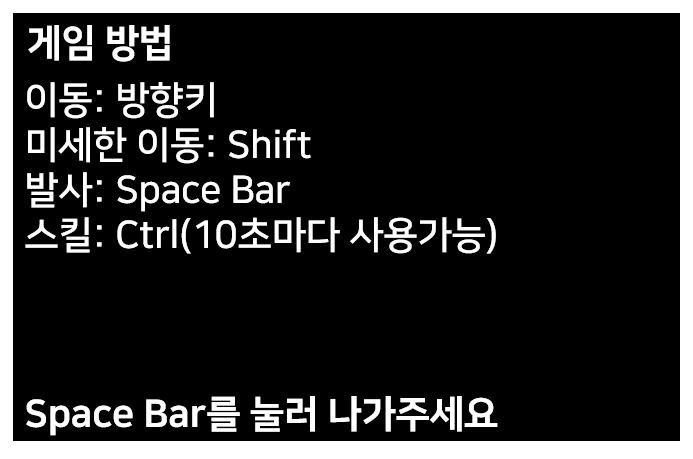 게임 방법
이동: 방향키
미세한 이동: Shift
발사: Space Bar
스킬: Ctrl(10초마다 사용가능)
Space Bar를 눌러 나가주세요